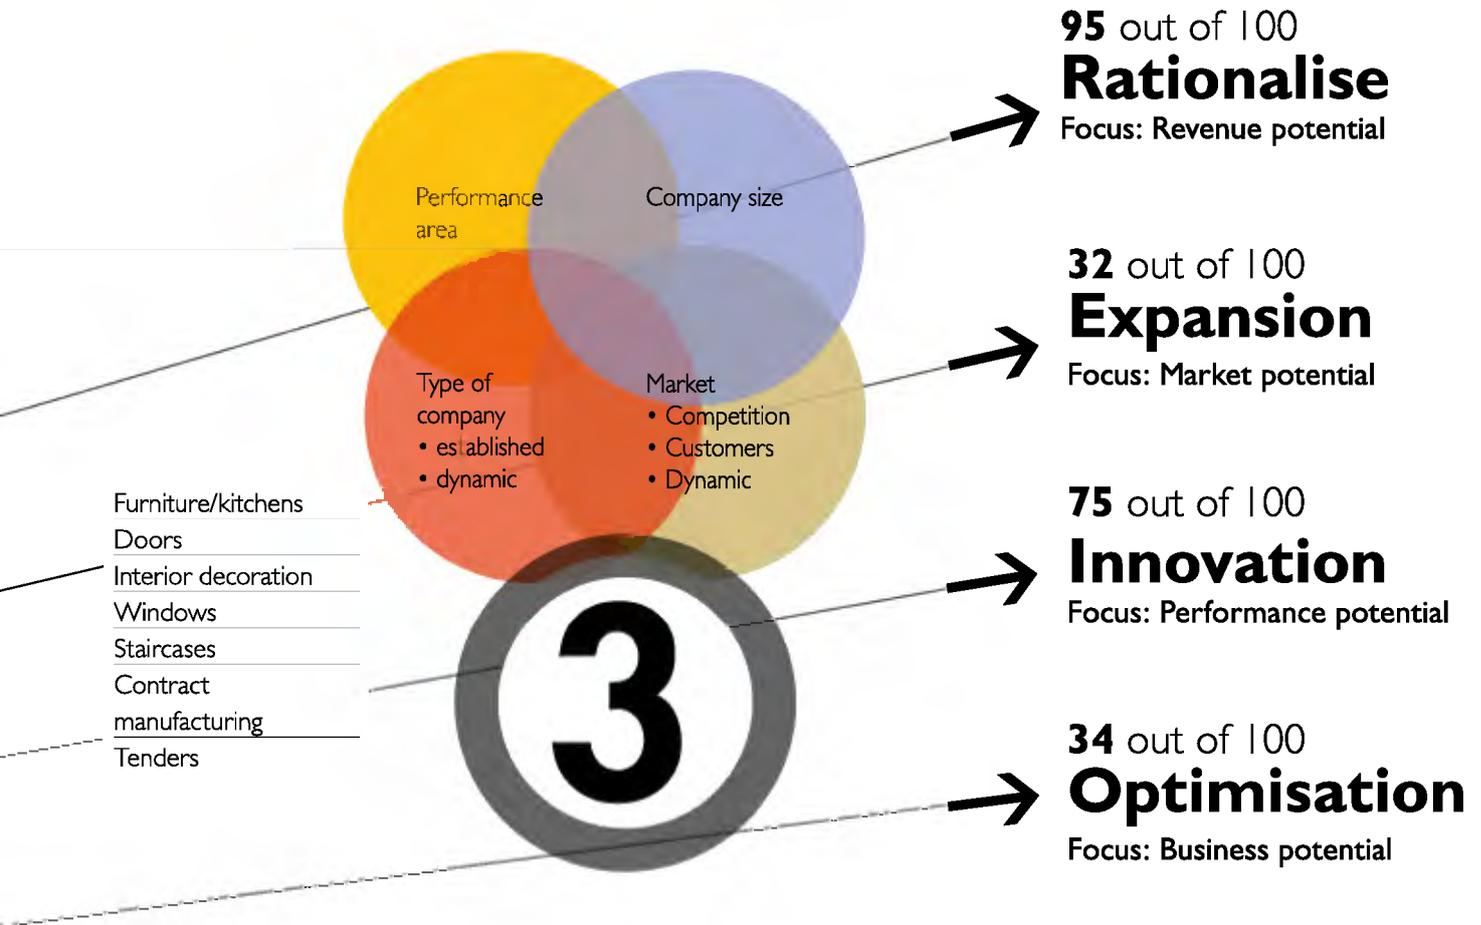 95 out of 100
Rationalise
Focus: Revenue potential
Performance
area
Company size
32 out of 100
Expansion
Focus: Market potential
Type of
company
• established
• dynamic
Market
• Competition
• Customers
• Dynamic
Furniture/kitchens
Doors
Interior decoration
Windows
Staircases
Contract
manufacturing
Tenders
75 out of 100
Innovation
Focus: Performance potential
3
34 out of 100
Optimisation
Focus: Business potential